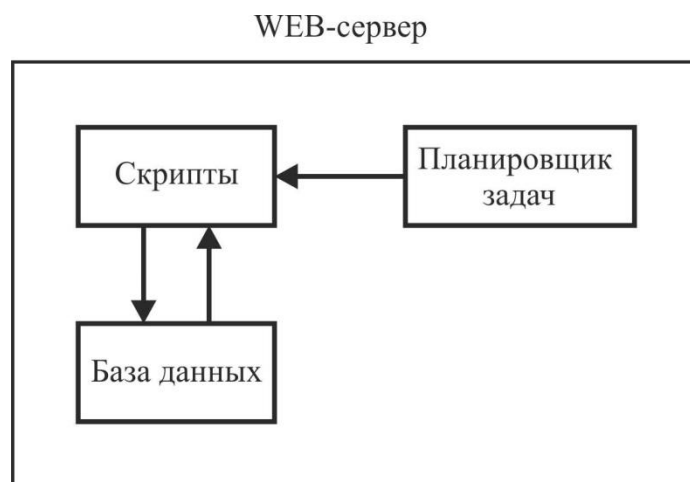 WEB-сервер
Скрипты
Планировщик
задач
База данных